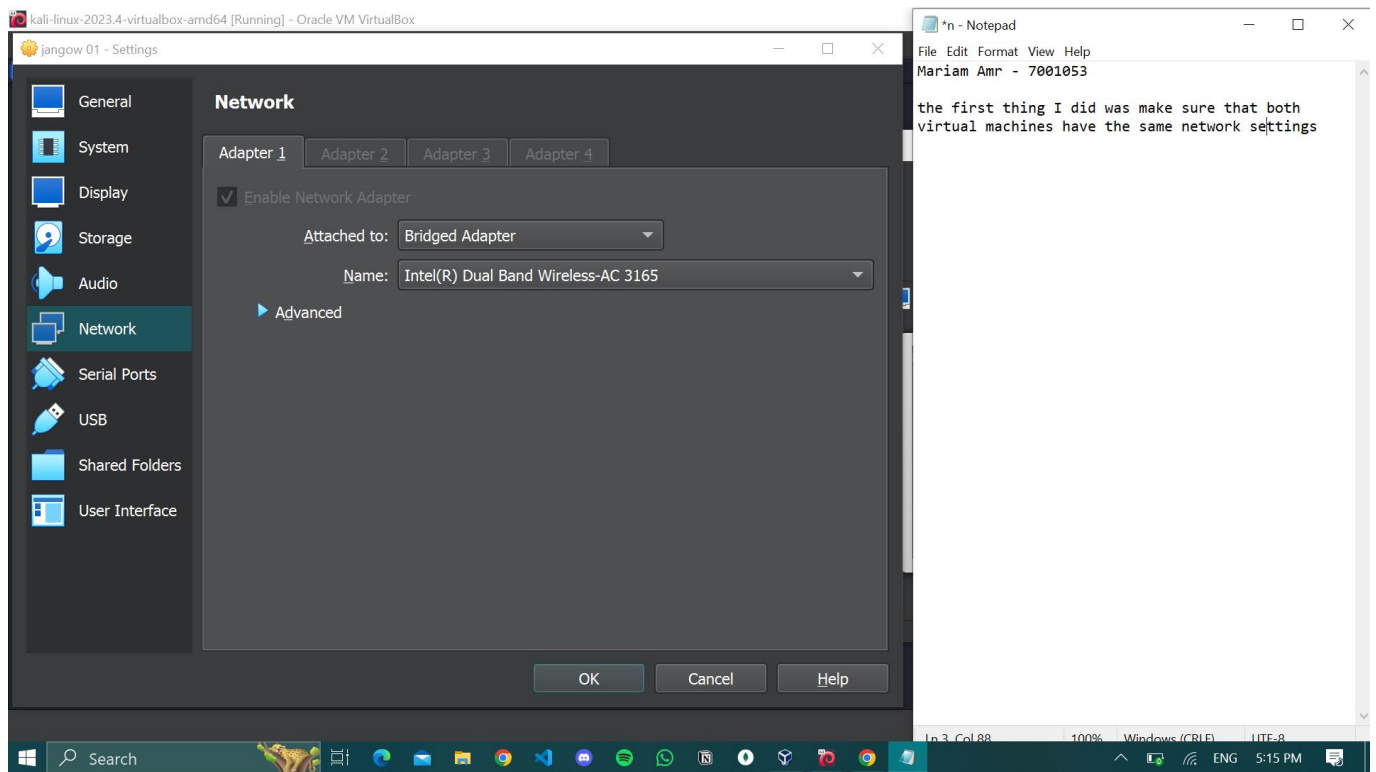 kali-linux-2023.4-virtualbox-amd64 [Running] - Oracle VM VirtualBox
jangow 01 - Settings
General
System
Display
Storage
Audio
Network
Serial Ports
USB
Shared Folders
User Interface
Network
Adapter 1 Adapter 2 Adapter 3 Adapter 4
Enable Network Adapter
Attached to: Bridged Adapter
Name: Intel(R) Dual Band Wireless-AC 3165
Advanced
OK Cancel Help
*n - Notepad
File Edit Format View Help
Mariam Amr - 7001053
the first thing I did was make sure that both
virtual machines have the same network settings
Ln 3, Col 88 100% Windows (CRLF) UTF-8
Search
ENG 5:15 PM